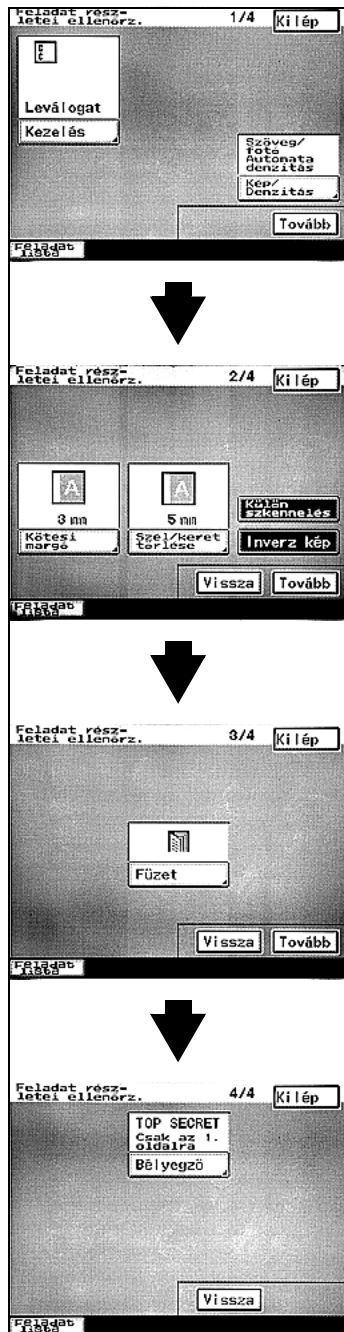 Feladat rész-
letei ellenőrz.
1/4
Kilép
Leválogat
Kezelés
Szöveg/
fotó
Automata
denzitás
Kép/
Denzitás
Tovább
Feladat
lista
Feladat rész-
letei ellenőrz.
2/4
Kilép
3 mm
Kötési
margó
5 mm
Szél/keret
törlése
Külön
szkennelés
Inverz kép
Vissza
Tovább
Feladat
lista
Feladat rész-
letei ellenőrz.
3/4
Kilép
Füzet
Vissza
Tovább
Feladat
lista
Feladat rész-
letei ellenőrz.
4/4
Kilép
TOP SECRET
Csak az 1.
oldalra
Bélyegző
Vissza
Feladat
lista